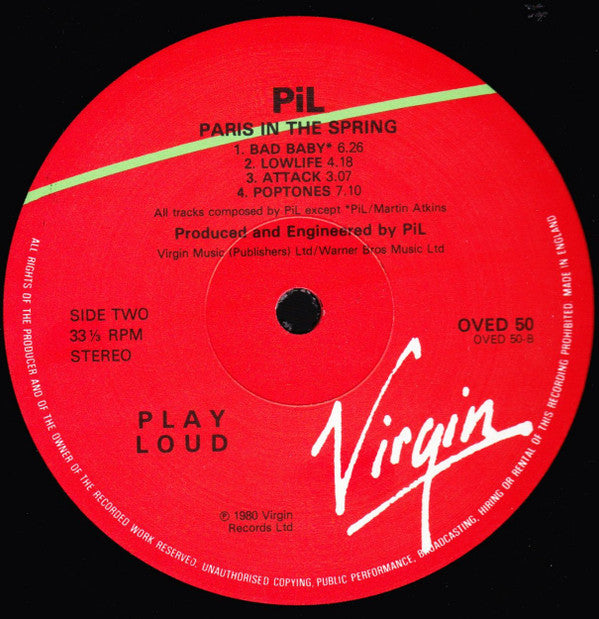 PiL
PARIS IN THE SPRING
1. BAD BABY* 6.26
2. LOWLIFE 4.18
3. ATTACK 3.07
4. POPTONES 7.10
All tracks composed by PiL except *PiL/Martin Atkins
Produced and Engineered by PiL
Virgin Music (Publishers) Ltd/Warner Bros Music Ltd
SIDE TWO
33⅓ RPM
STEREO
OVED 50
OVED 50-B
PLAY
LOUD
Virgin
℗ 1980 Virgin
Records Ltd
ALL RIGHTS OF THE PRODUCER AND OF THE OWNER OF THE RECORDED WORK RESERVED. UNAUTHORISED COPYING, PUBLIC PERFORMANCE, BROADCASTING, HIRING OR RENTAL OF THIS RECORDING PROHIBITED. MADE IN ENGLAND